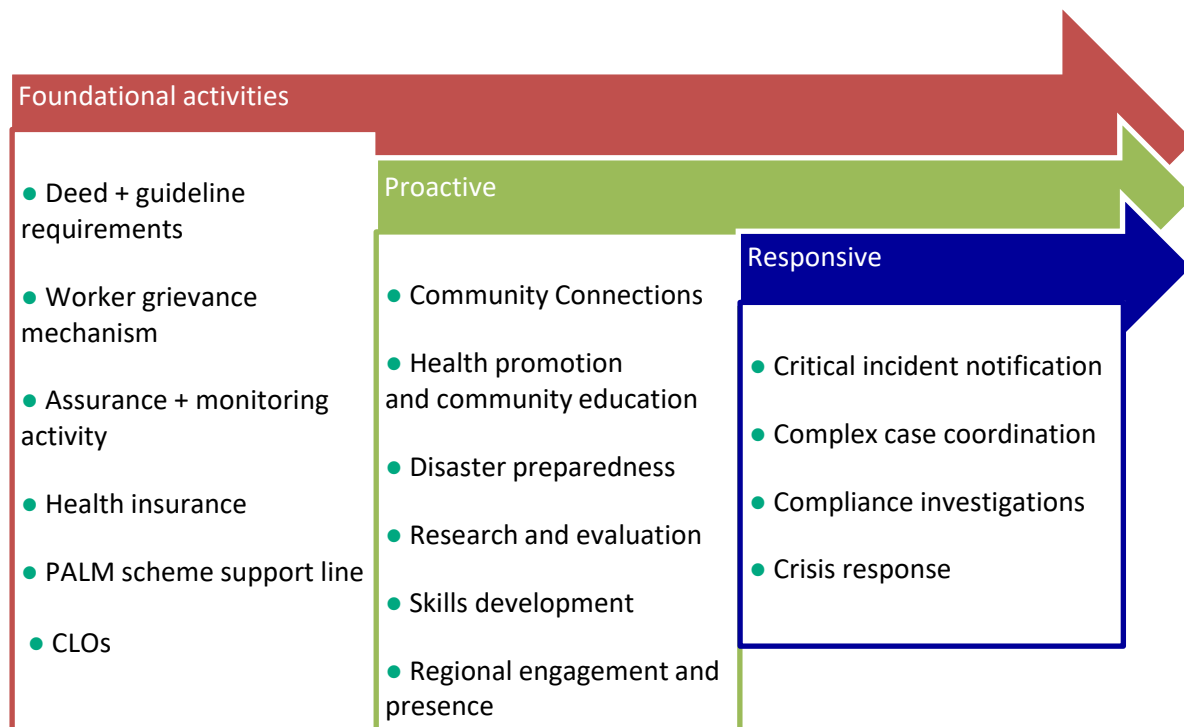 Foundational activities
● Deed + guideline
requirements
● Worker grievance
mechanism
● Assurance + monitoring
activity
● Health insurance
● PALM scheme support line
● CLOs
Proactive
● Community Connections
● Health promotion
and community education
● Disaster preparedness
● Research and evaluation
● Skills development
● Regional engagement and
presence
Responsive
● Critical incident notification
● Complex case coordination
● Compliance investigations
● Crisis response